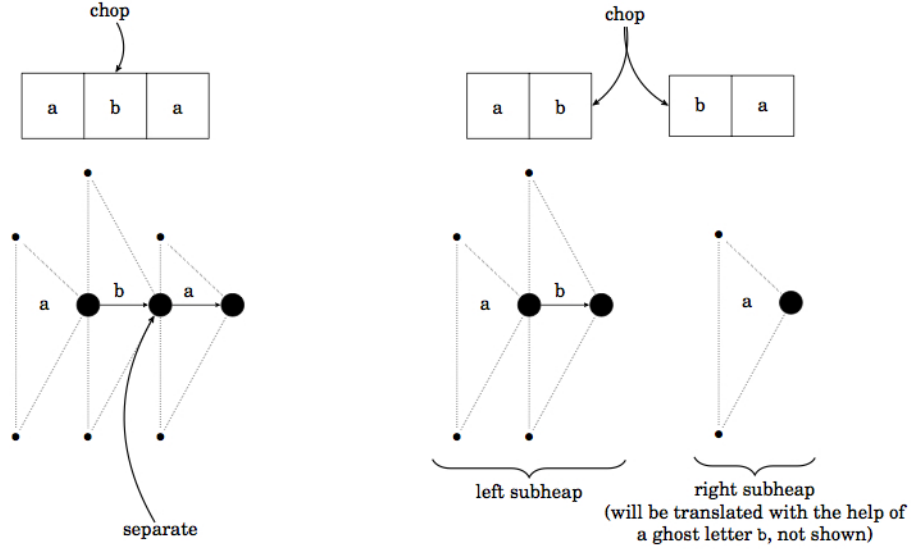 chop
a b a
b a
a
separate
chop
a b
b a
b
a
a
left subheap
right subheap
(will be translated with the help of
a ghost letter b, not shown)